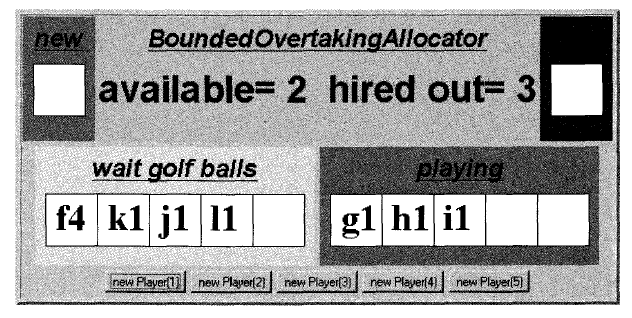 new BoundedOvertakingAllocator
available= 2 hired out= 3
wait golf balls playing
f4 k1 j1 l1 g1 h1 i1
new Player(1) new Player(2) new Player(3) new Player(4) new Player(5)